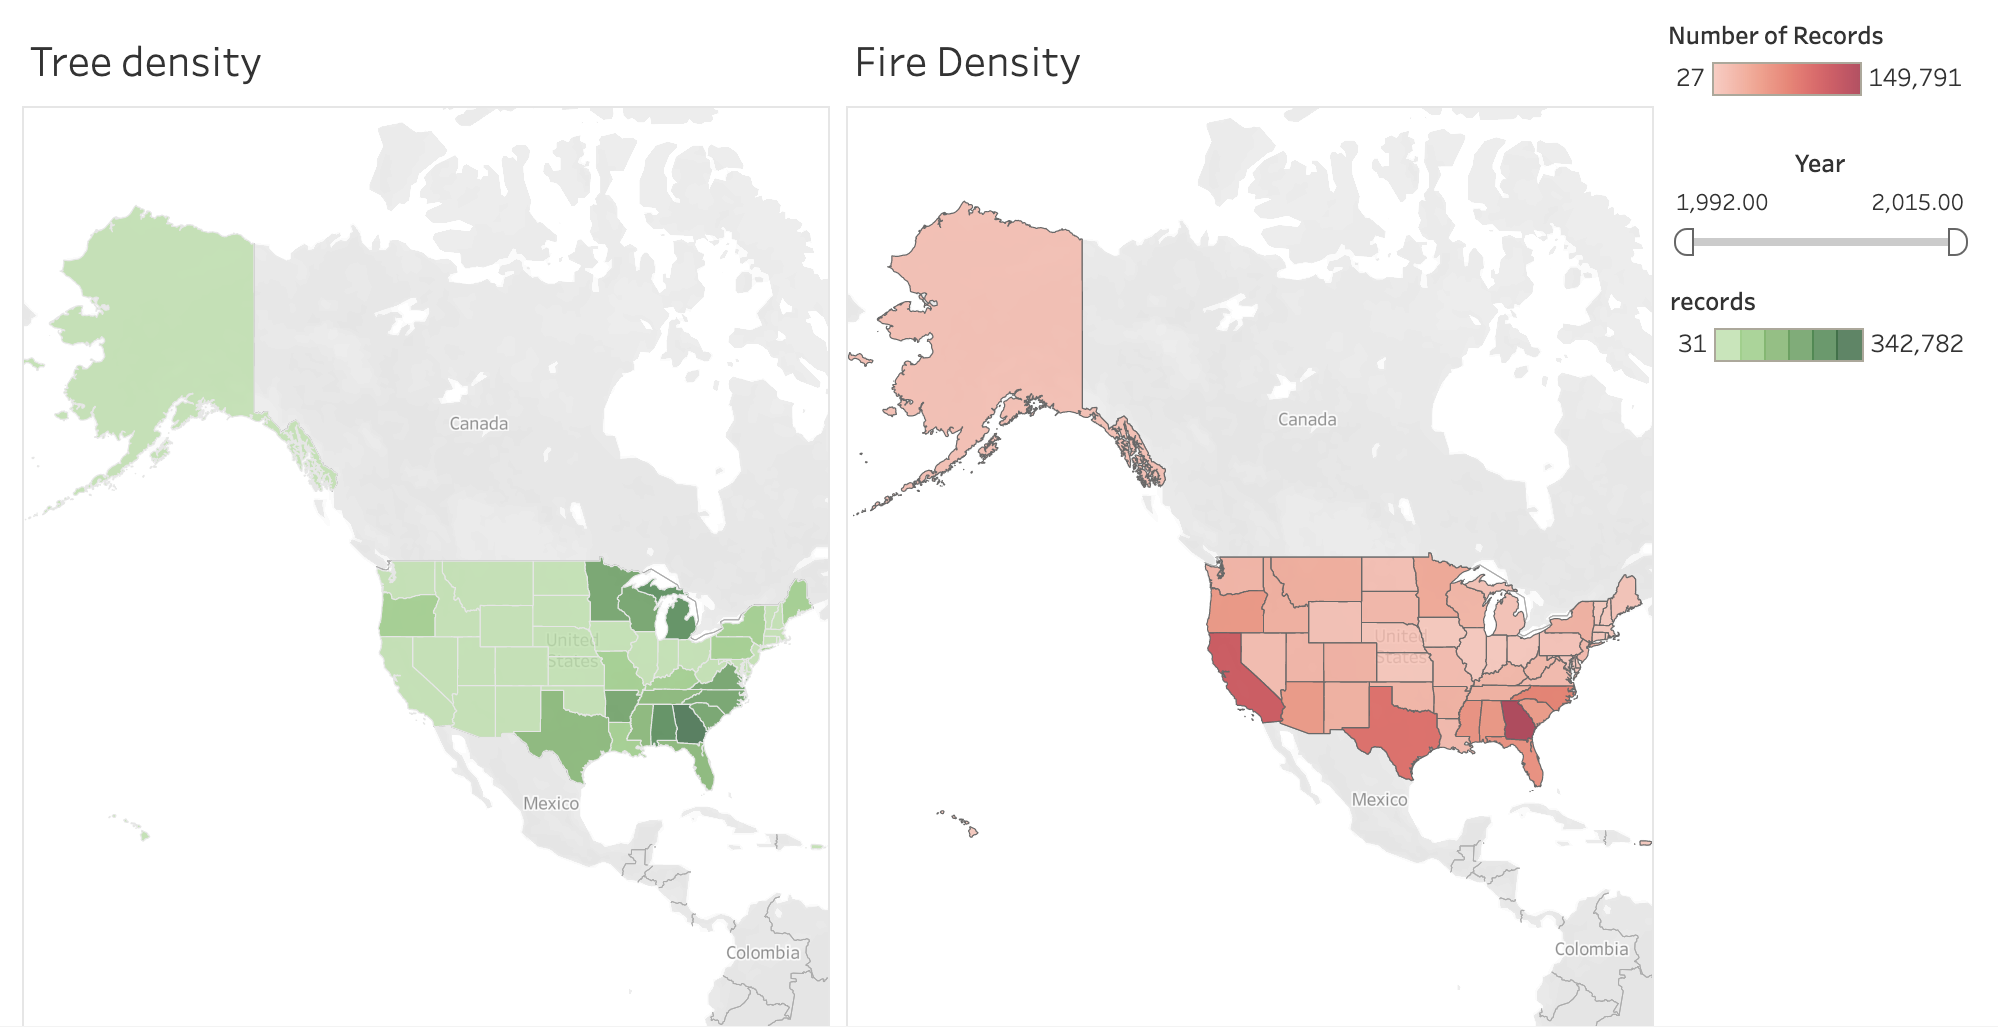 Tree density
Canada
United
States
Mexico
Colombia
Fire Density
Canada
United
States
Mexico
Colombia
Number of Records
27 149,791
Year
1,992.00 2,015.00
records
31 342,782